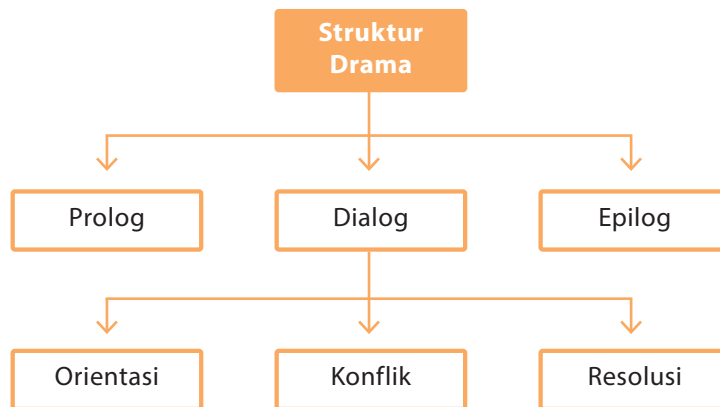 Struktur
Drama
Prolog
Dialog
Epilog
Orientasi
Konflik
Resolusi